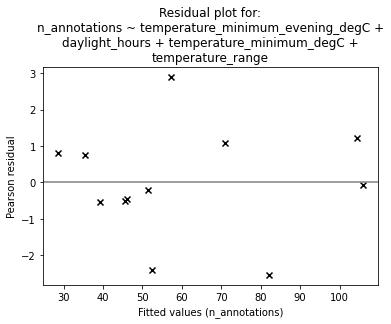 Residual plot for:
n_annotations ~ temperature_minimum_evening_degC +
daylight_hours + temperature_minimum_degC +
temperature_range
3
2
1
0
−1
−2
Pearson residual
30 40 50 60 70 80 90 100
Fitted values (n_annotations)